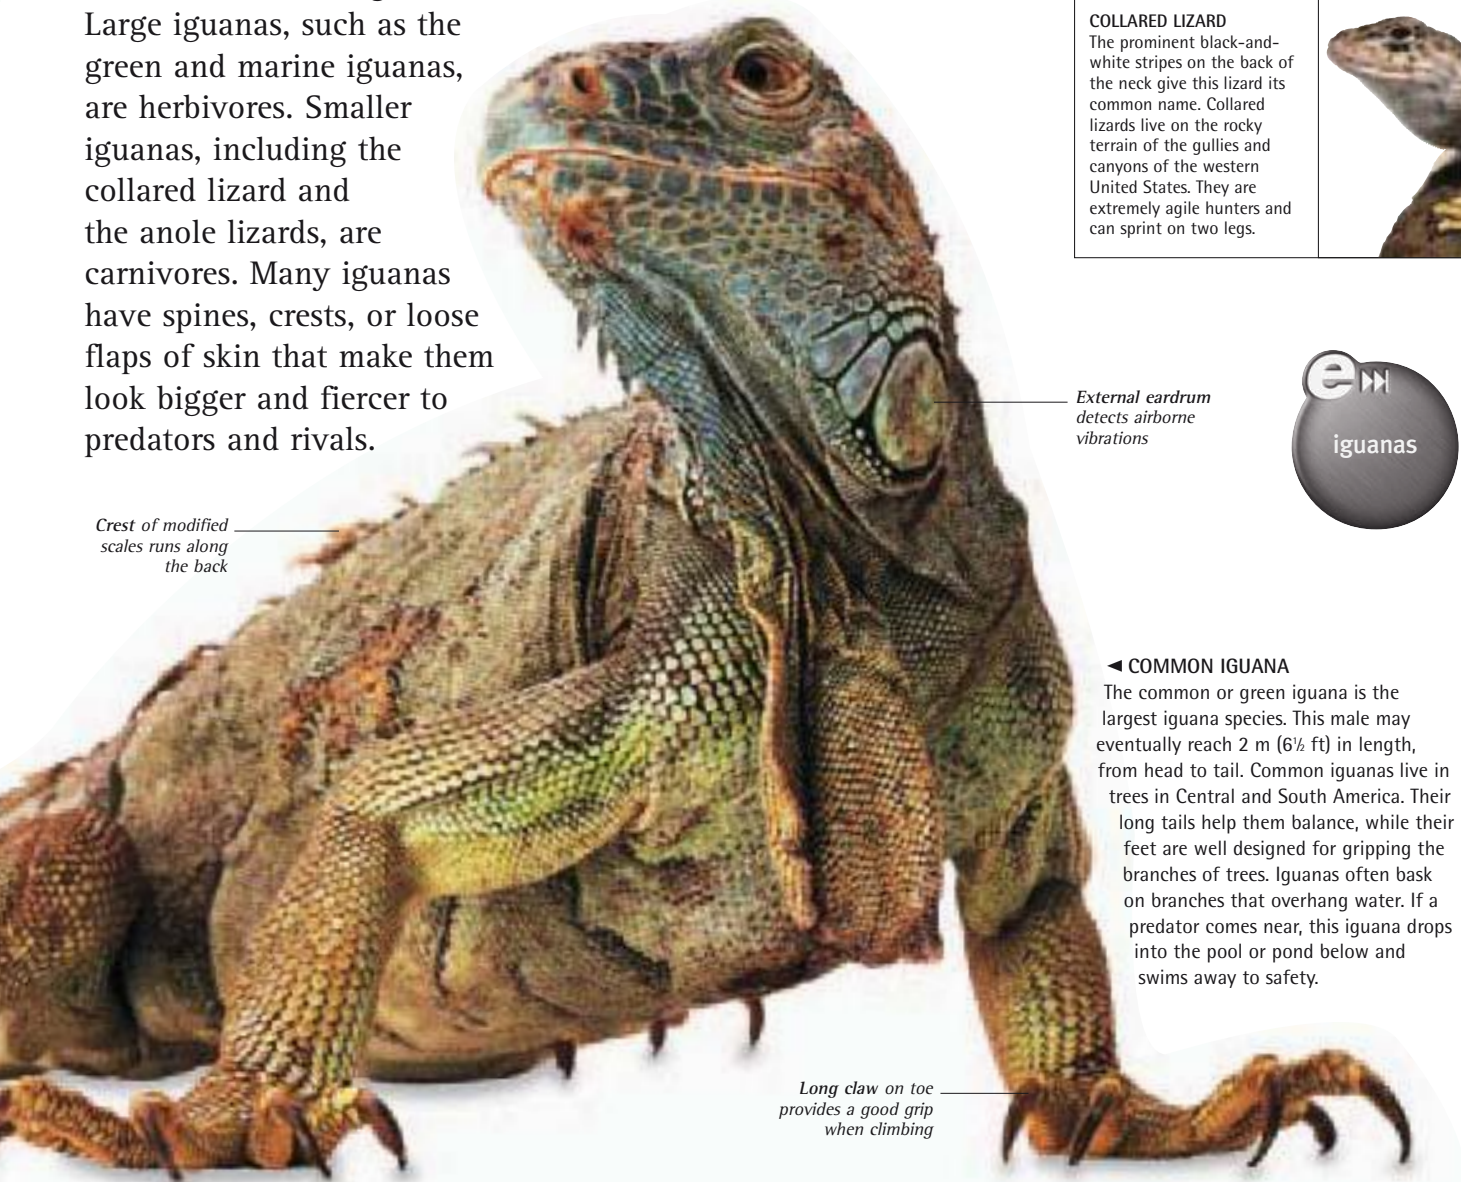 Large iguanas, such as the
green and marine iguanas,
are herbivores. Smaller
iguanas, including the
collared lizard and
the anole lizards, are
carnivores. Many iguanas
have spines, crests, or loose
flaps of skin that make them
look bigger and fiercer to
predators and rivals.
COLLARED LIZARD
The prominent black-and-
white stripes on the back of
the neck give this lizard its
common name. Collared
lizards live on the rocky
terrain of the gullies and
canyons of the western
United States. They are
extremely agile hunters and
can sprint on two legs.
External eardrum
detects airborne
vibrations
e
iguanas
Crest of modified
scales runs along
the back
◄ COMMON IGUANA
The common or green iguana is the
largest iguana species. This male may
eventually reach 2 m (6½ ft) in length,
from head to tail. Common iguanas live in
trees in Central and South America. Their
long tails help them balance, while their
feet are well designed for gripping the
branches of trees. Iguanas often bask
on branches that overhang water. If a
predator comes near, this iguana drops
into the pool or pond below and
swims away to safety.
Long claw on toe
provides a good grip
when climbing